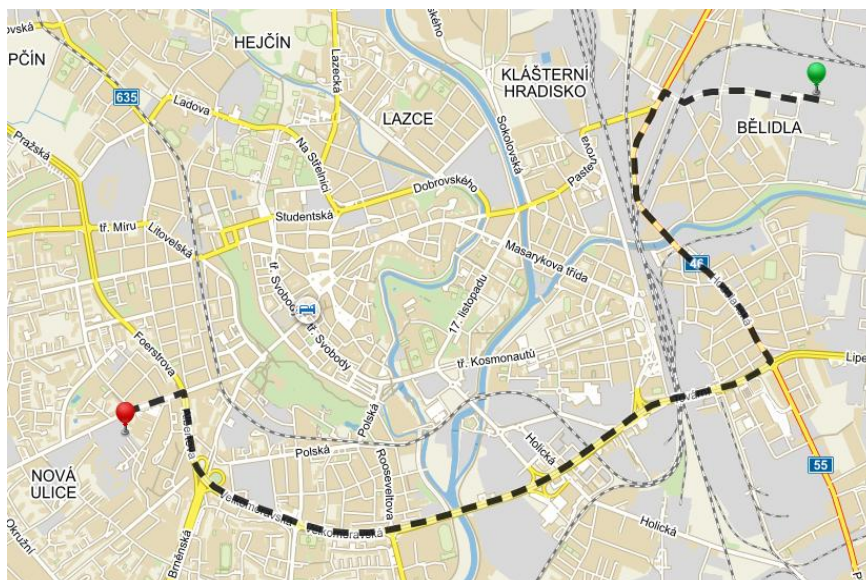 HEJČÍN
PČÍN
635
Ladova
Lazecká
Na Střelnici
LAZCE
KLÁŠTERNÍ
HRADISKO
Sokolovská
BĚLIDLA
Pražská
Dobrovského
Studentská
tř. Míru
Litovelská
Masarykova třída
46
tř. Svobody
tř. Svobody
17. listopadu
tř. Kosmonautů
Foerstrova
Lipe
Polská
Polská
Rooseveltova
Holická
Holická
55
NOVÁ
ULICE
Velkomoravská
Velkomoravská
Brněnská
Okružní